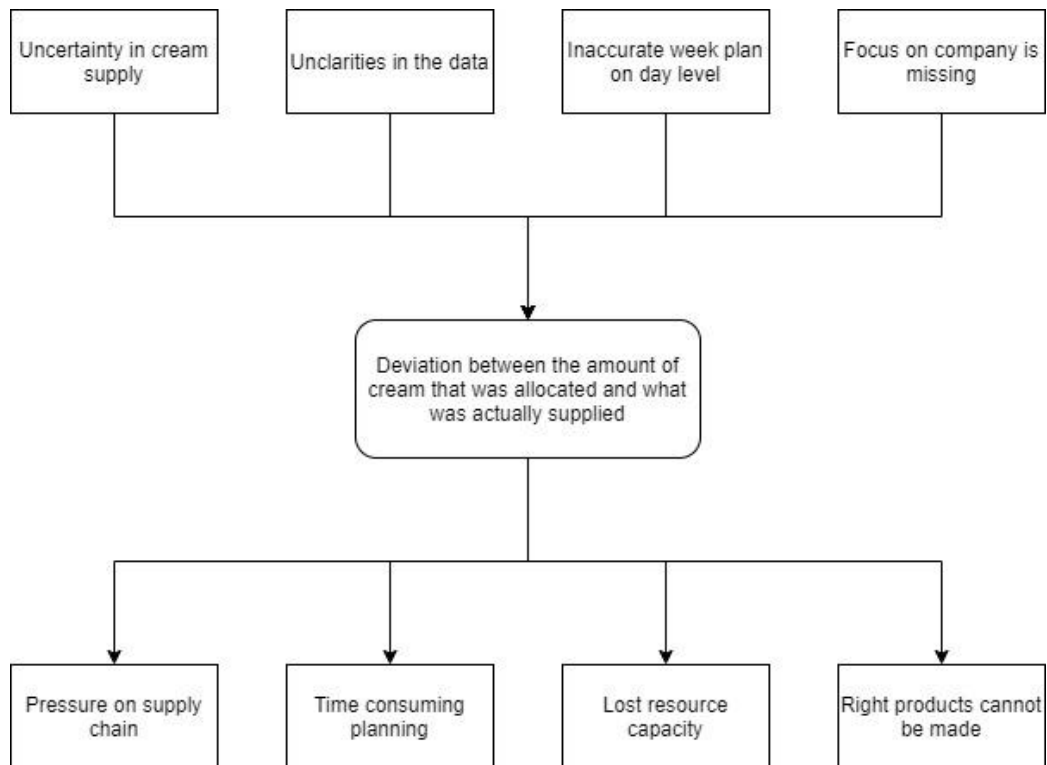 Uncertainty in cream
supply
Unclarities in the data
Inaccurate week plan
on day level
Focus on company is
missing
Deviation between the amount of
cream that was allocated and what
was actually supplied
Pressure on supply
chain
Time consuming
planning
Lost resource
capacity
Right products cannot
be made